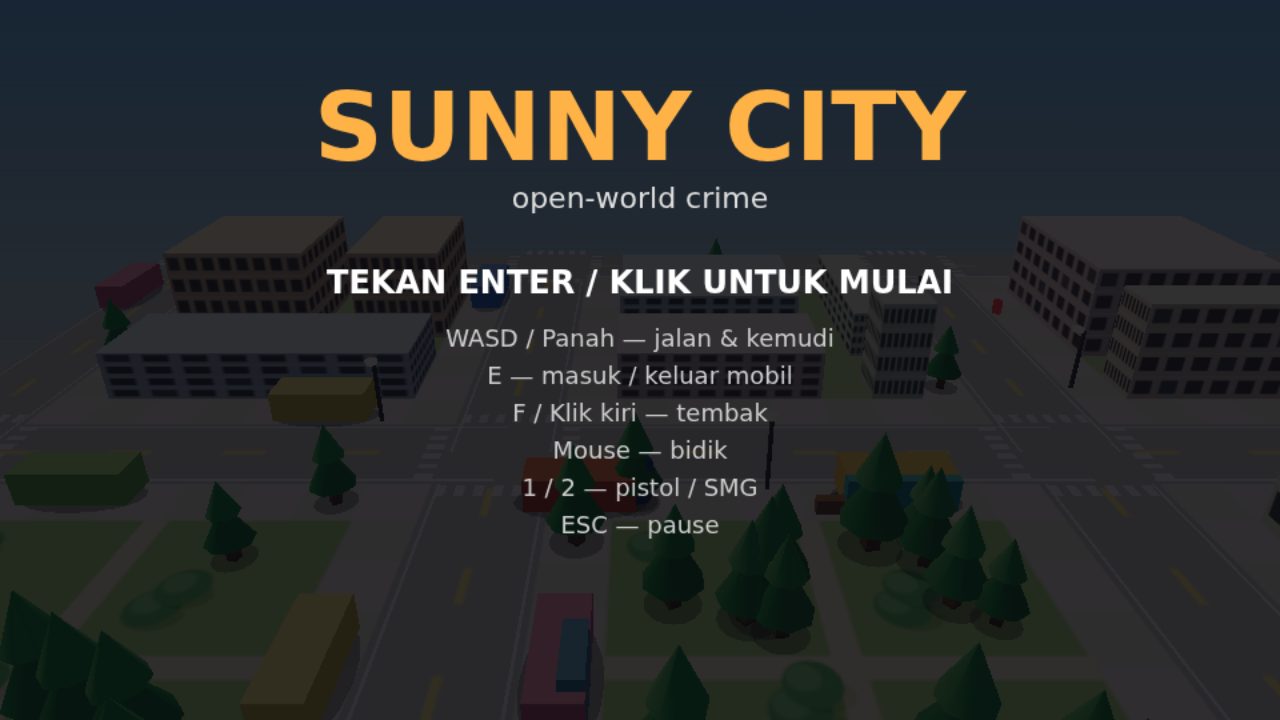 SUNNY CITY
open-world crime
TEKAN ENTER / KLIK UNTUK MULAI
WASD / Panah — jalan & kemudi
E — masuk / keluar mobil
F / Klik kiri — tembak
Mouse — bidik
1 / 2 — pistol / SMG
ESC — pause